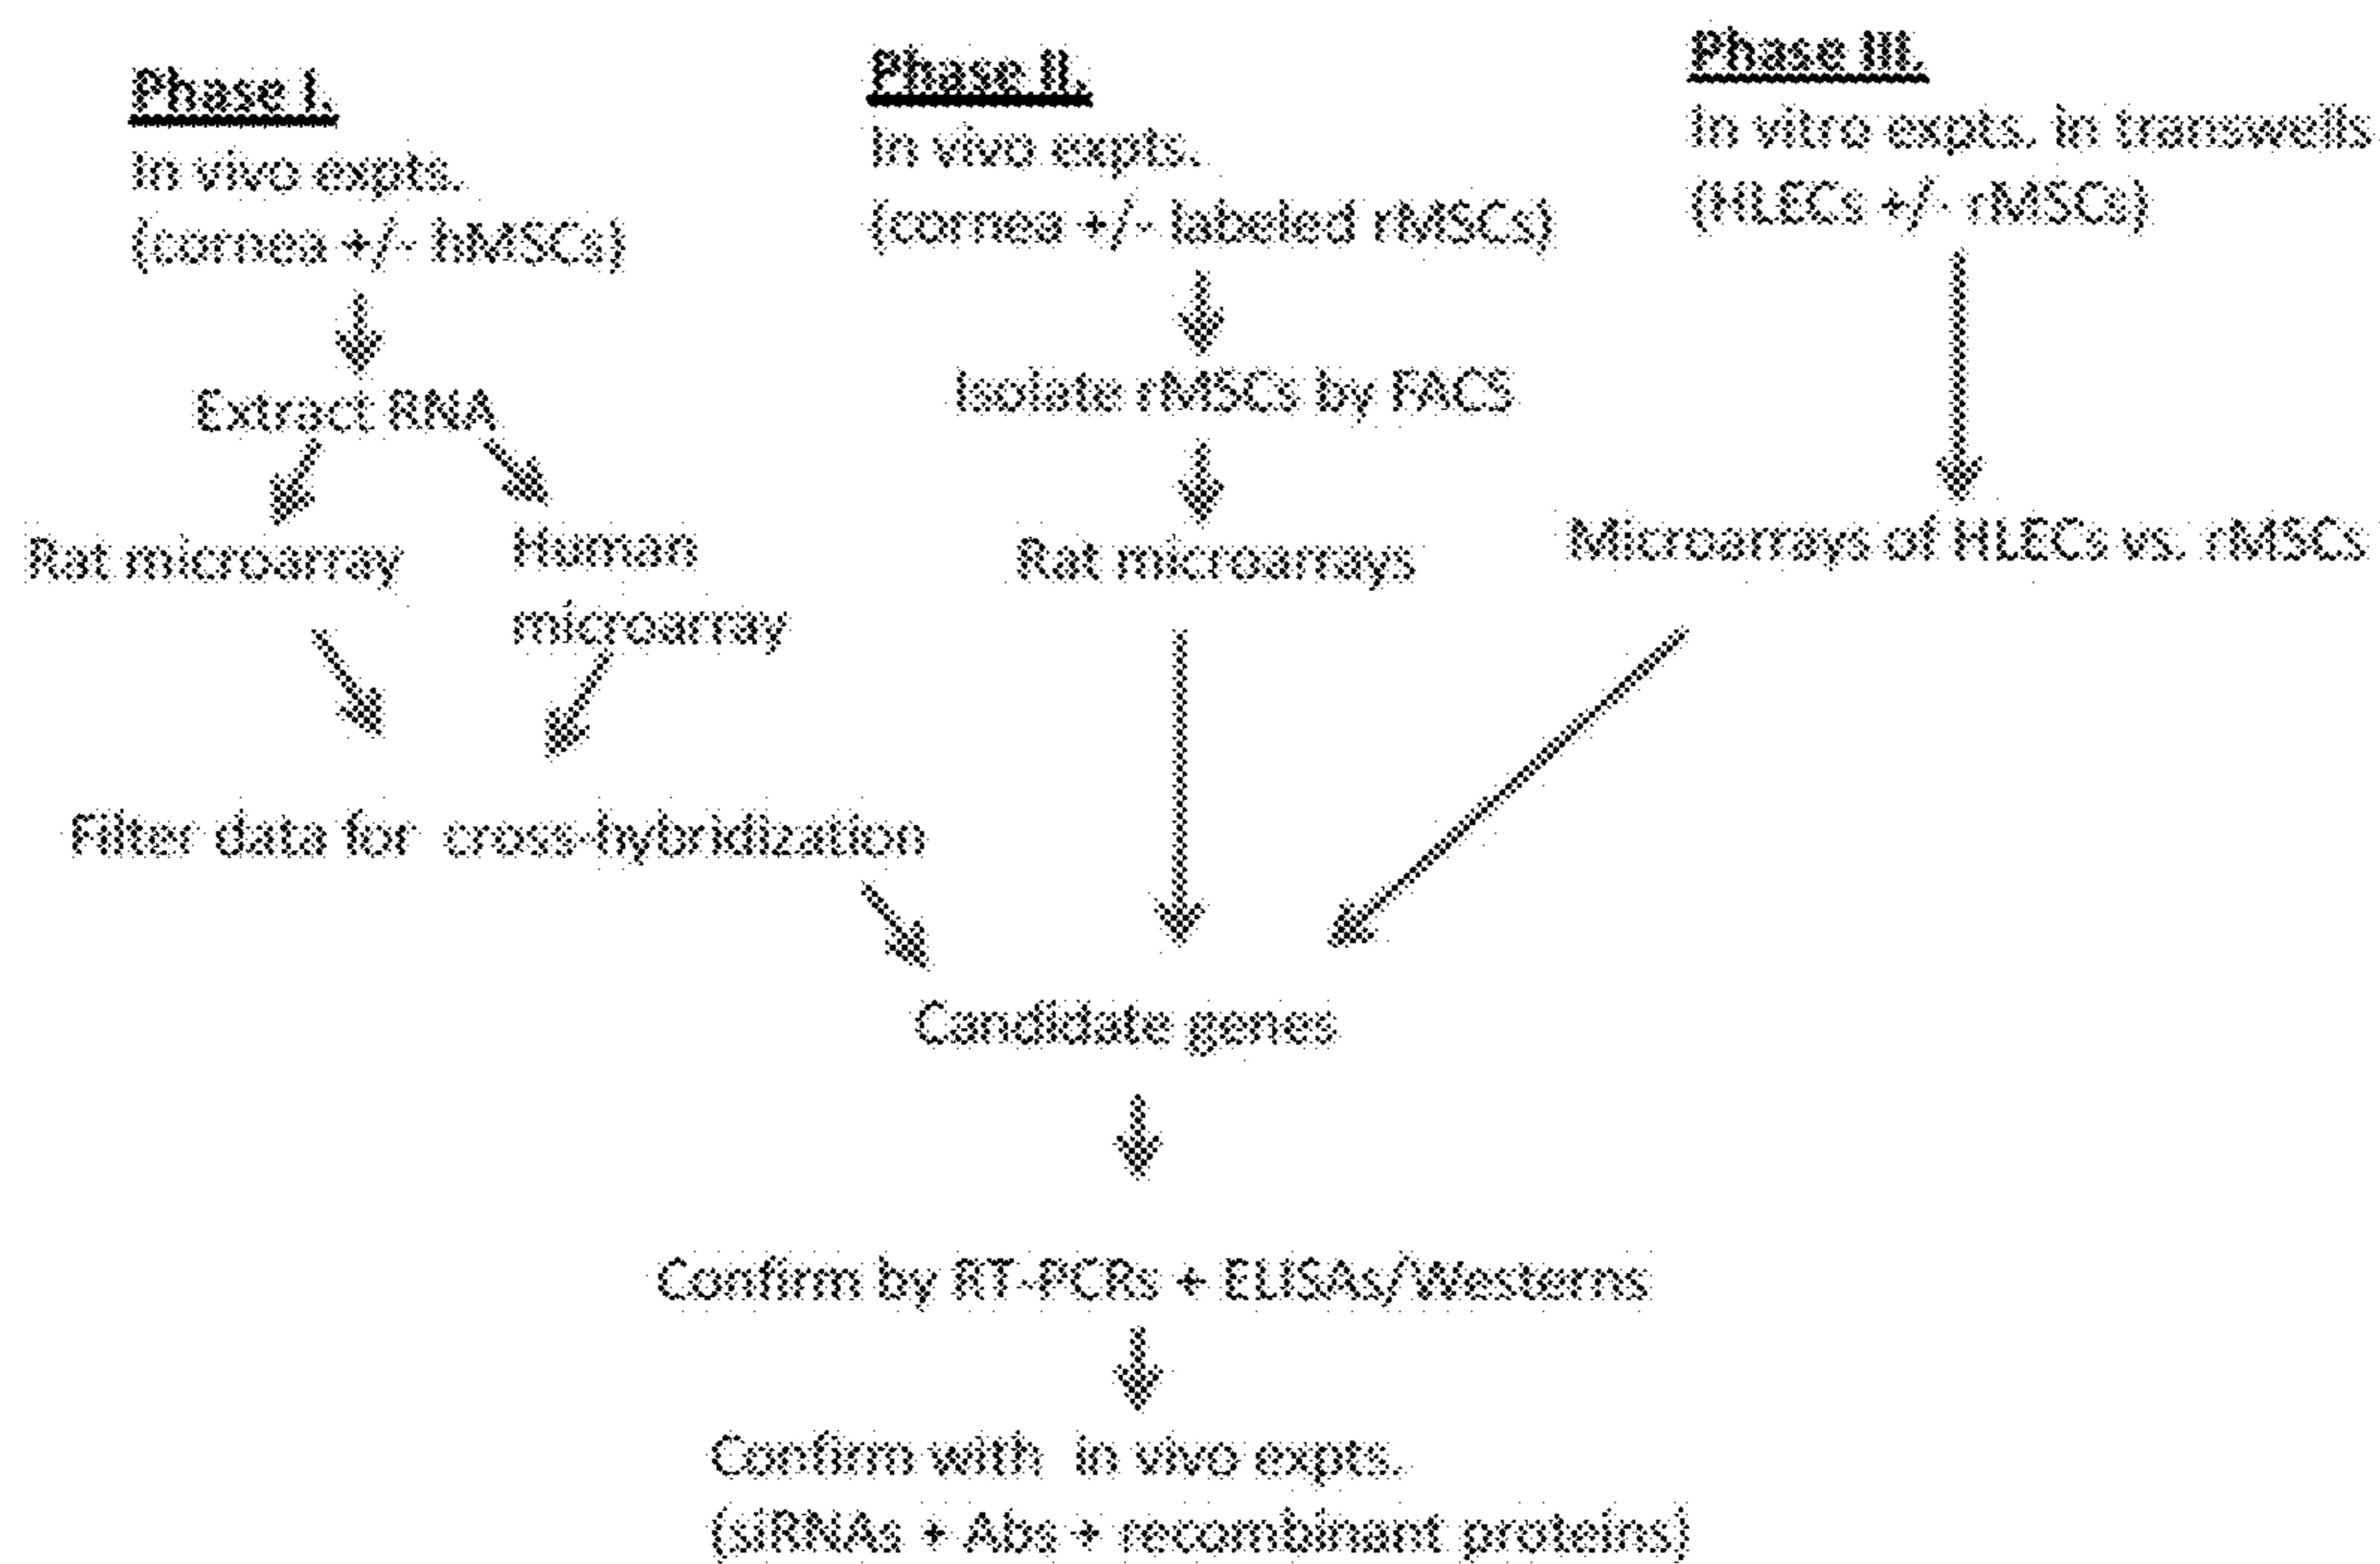 Phase I.
In vivo expts.
(cornea +/- hMSCs)
Extract RNA
Rat microarray
Human
microarray
Filter data for cross-hybridization
Phase II.
In vivo expts.
(cornea +/- labeled rMSCs)
Isolate rMSCs by FACS
Rat microarrays
Phase III.
In vitro expts. in transwells
(HLECs +/- rMSCs)
Microarrays of HLECs vs. rMSCs
Candidate genes
Confirm by RT-PCRs + ELISAs/Westerns
Confirm with in vivo expts.
(siRNAs + Abs + recombinant proteins)